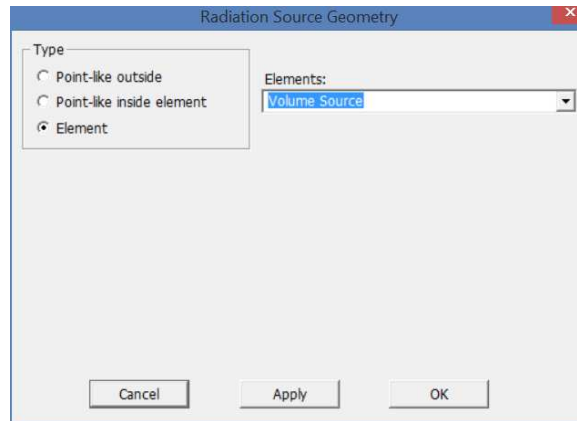 Radiation Source Geometry
Type
Point-like outside
Point-like inside element
Element
Elements:
Volume Source
Cancel
Apply
OK